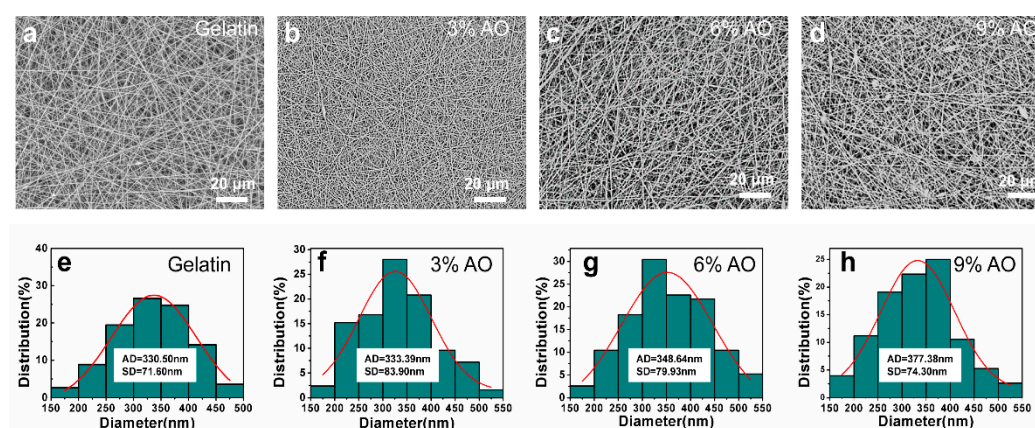 a Gelatin
20 μm
b 3% AO
20 μm
c 6% AO
20 μm
d 9% AO
20 μm
e Gelatin
Distribution(%)
40
30
20
10
0
AD=330.50nm
SD=71.60nm
150 200 250 300 350 400 450 500
Diameter(nm)
f 3% AO
Distribution(%)
30
25
20
15
10
5
0
AD=333.39nm
SD=83.90nm
150 200 250 300 350 400 450 500 550
Diameter(nm)
g 6% AO
Distribution(%)
30
25
20
15
10
5
0
AD=348.64nm
SD=79.93nm
150 200 250 300 350 400 450 500 550
Diameter(nm)
h 9% AO
Distribution(%)
25
20
15
10
5
0
AD=377.38nm
SD=74.30nm
150 200 250 300 350 400 450 500 550
Diameter(nm)